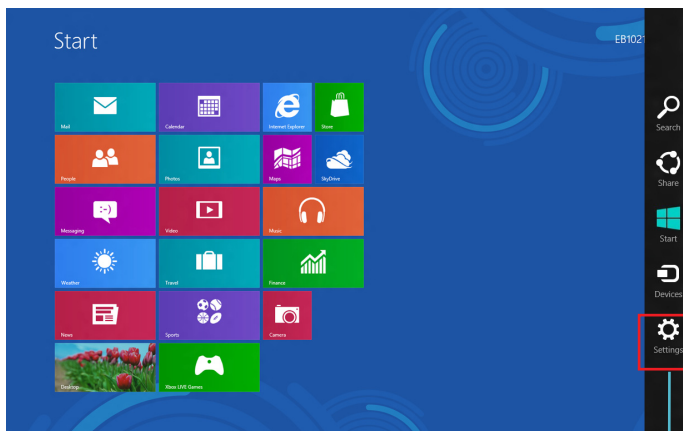 Start
EB102
Mail
Calendar
Internet Explorer
Store
Search
People
Photos
Maps
SkyDrive
Share
Messaging
:-)
Video
Music
Start
Weather
Travel
Finance
Devices
News
Sports
Camera
Settings
Desktop
Xbox LIVE Games